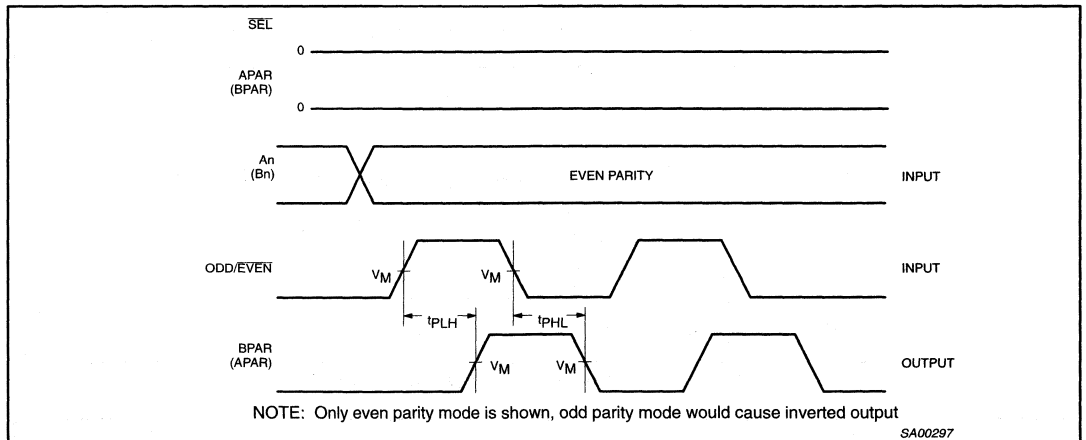 SEL
0
APAR
(BPAR)
0
An
(Bn)
EVEN PARITY
INPUT
ODD/EVEN
VM
VM
INPUT
tPLH
tPHL
BPAR
(APAR)
VM
VM
OUTPUT
NOTE: Only even parity mode is shown, odd parity mode would cause inverted output
SA00297